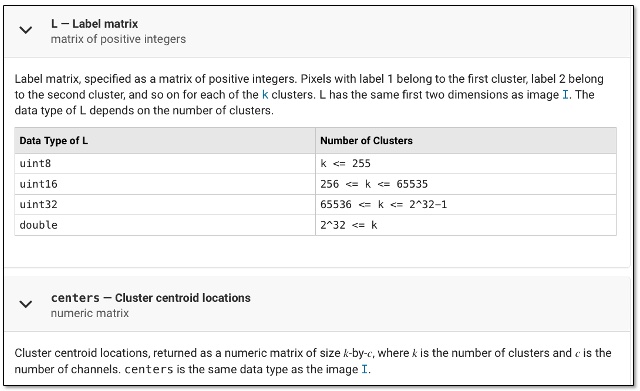 L — Label matrix
matrix of positive integers
Label matrix, specified as a matrix of positive integers. Pixels with label 1 belong to the first cluster, label 2 belong
to the second cluster, and so on for each of the k clusters. L has the same first two dimensions as image I. The
data type of L depends on the number of clusters.
Data Type of L Number of Clusters
uint8 k <= 255
uint16 256 <= k <= 65535
uint32 65536 <= k <= 2^32-1
double 2^32 <= k
centers — Cluster centroid locations
numeric matrix
Cluster centroid locations, returned as a numeric matrix of size k-by-c, where k is the number of clusters and c is the
number of channels. centers is the same data type as the image I.